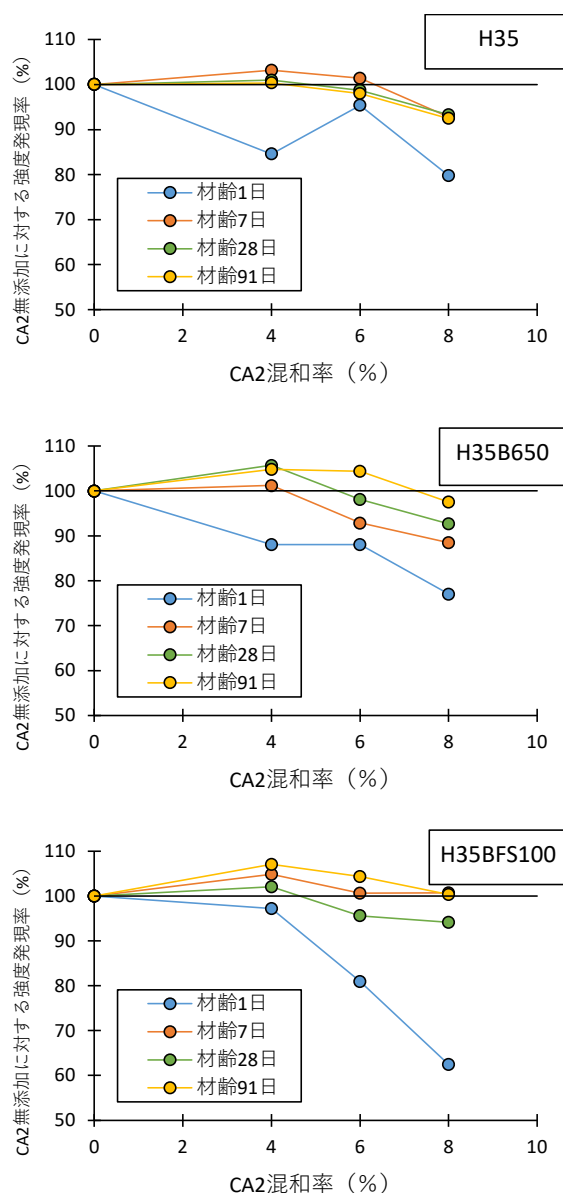 H35
CA2無添加に対する強度発現率（%）
110
100
90
80
70
60
50
材齢1日
材齢7日
材齢28日
材齢91日
0
2
4
6
8
10
CA2混和率（%）
H35B650
CA2無添加に対する強度発現率（%）
110
100
90
80
70
60
50
材齢1日
材齢7日
材齢28日
材齢91日
0
2
4
6
8
10
CA2混和率（%）
H35BFS100
CA2無添加に対する強度発現率（%）
110
100
90
80
70
60
50
材齢1日
材齢7日
材齢28日
材齢91日
0
2
4
6
8
10
CA2混和率（%）